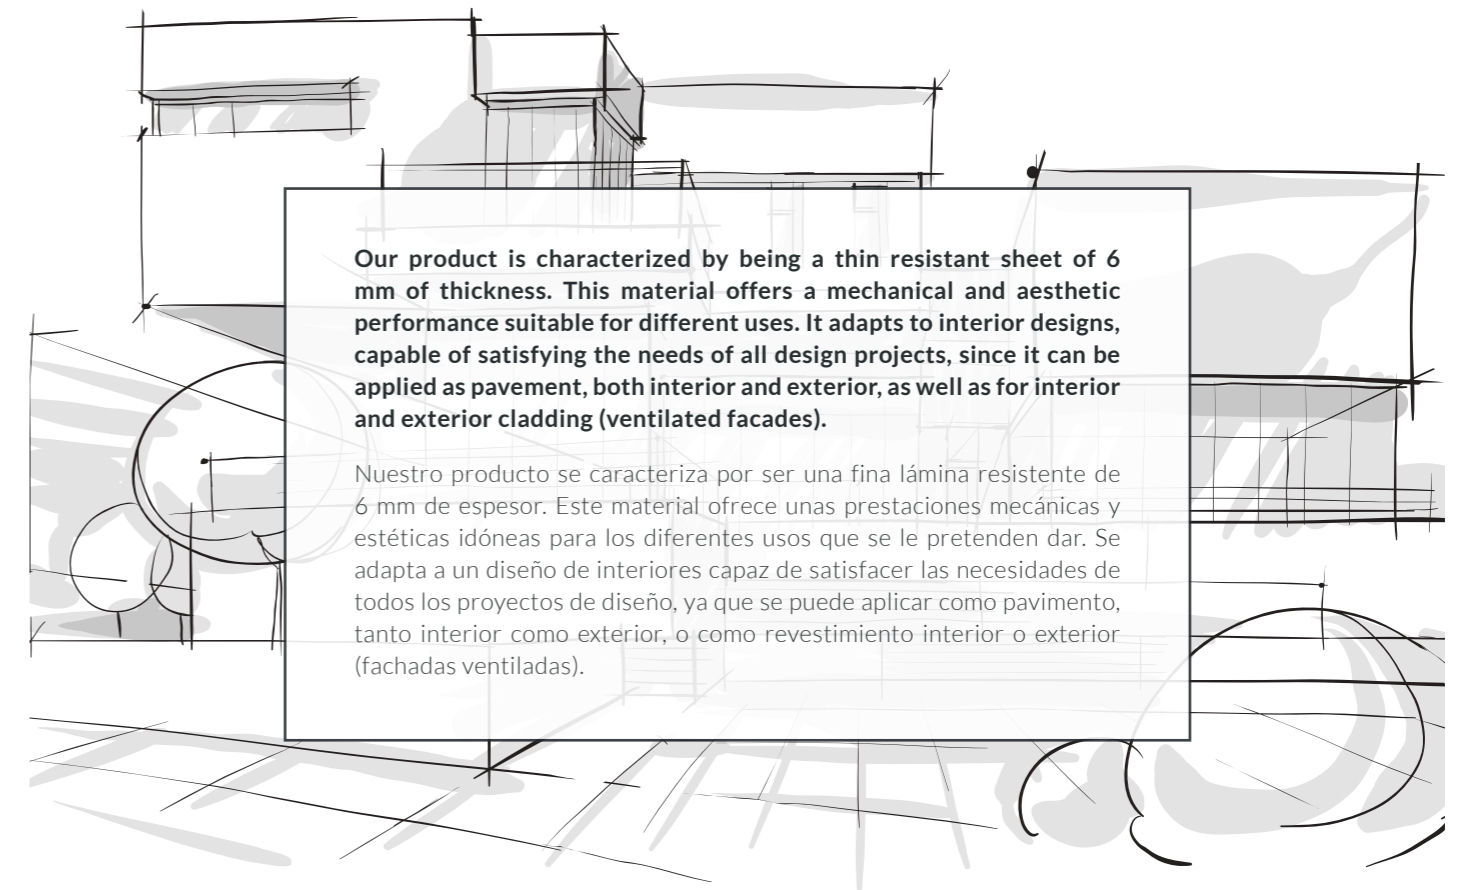 Our product is characterized by being a thin resistant sheet of 6
mm of thickness. This material offers a mechanical and aesthetic
performance suitable for different uses. It adapts to interior designs,
capable of satisfying the needs of all design projects, since it can be
applied as pavement, both interior and exterior, as well as for interior
and exterior cladding (ventilated facades).
Nuestro producto se caracteriza por ser una fina lámina resistente de
6 mm de espesor. Este material ofrece unas prestaciones mecánicas y
estéticas idóneas para los diferentes usos que se le pretenden dar. Se
adapta a un diseño de interiores capaz de satisfacer las necesidades de
todos los proyectos de diseño, ya que se puede aplicar como pavimento,
tanto interior como exterior, o como revestimiento interior o exterior
(fachadas ventiladas).